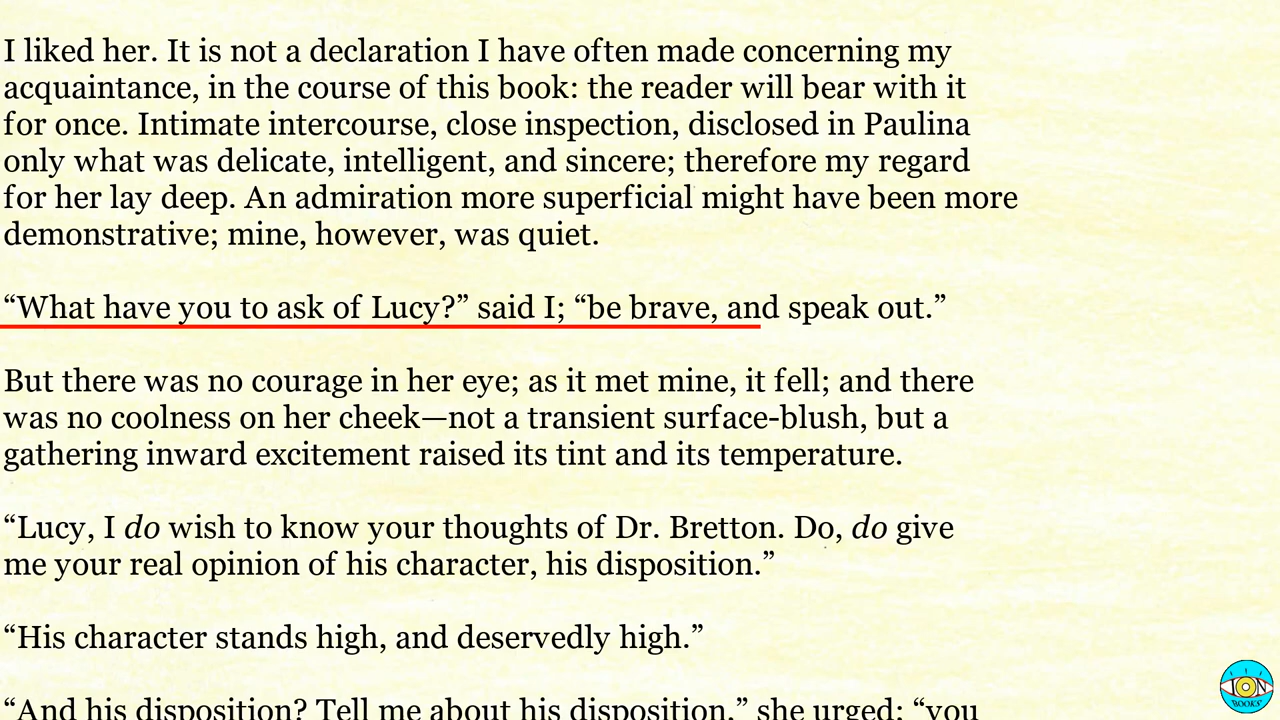 I liked her. It is not a declaration I have often made concerning my
acquaintance, in the course of this book: the reader will bear with it
for once. Intimate intercourse, close inspection, disclosed in Paulina
only what was delicate, intelligent, and sincere; therefore my regard
for her lay deep. An admiration more superficial might have been more
demonstrative; mine, however, was quiet.
“What have you to ask of Lucy?” said I; “be brave, and speak out.”
But there was no courage in her eye; as it met mine, it fell; and there
was no coolness on her cheek—not a transient surface-blush, but a
gathering inward excitement raised its tint and its temperature.
“Lucy, I do wish to know your thoughts of Dr. Bretton. Do, do give
me your real opinion of his character, his disposition.”
“His character stands high, and deservedly high.”
“And his disposition? Tell me about his disposition,” she urged; “you
ION
BOOKS